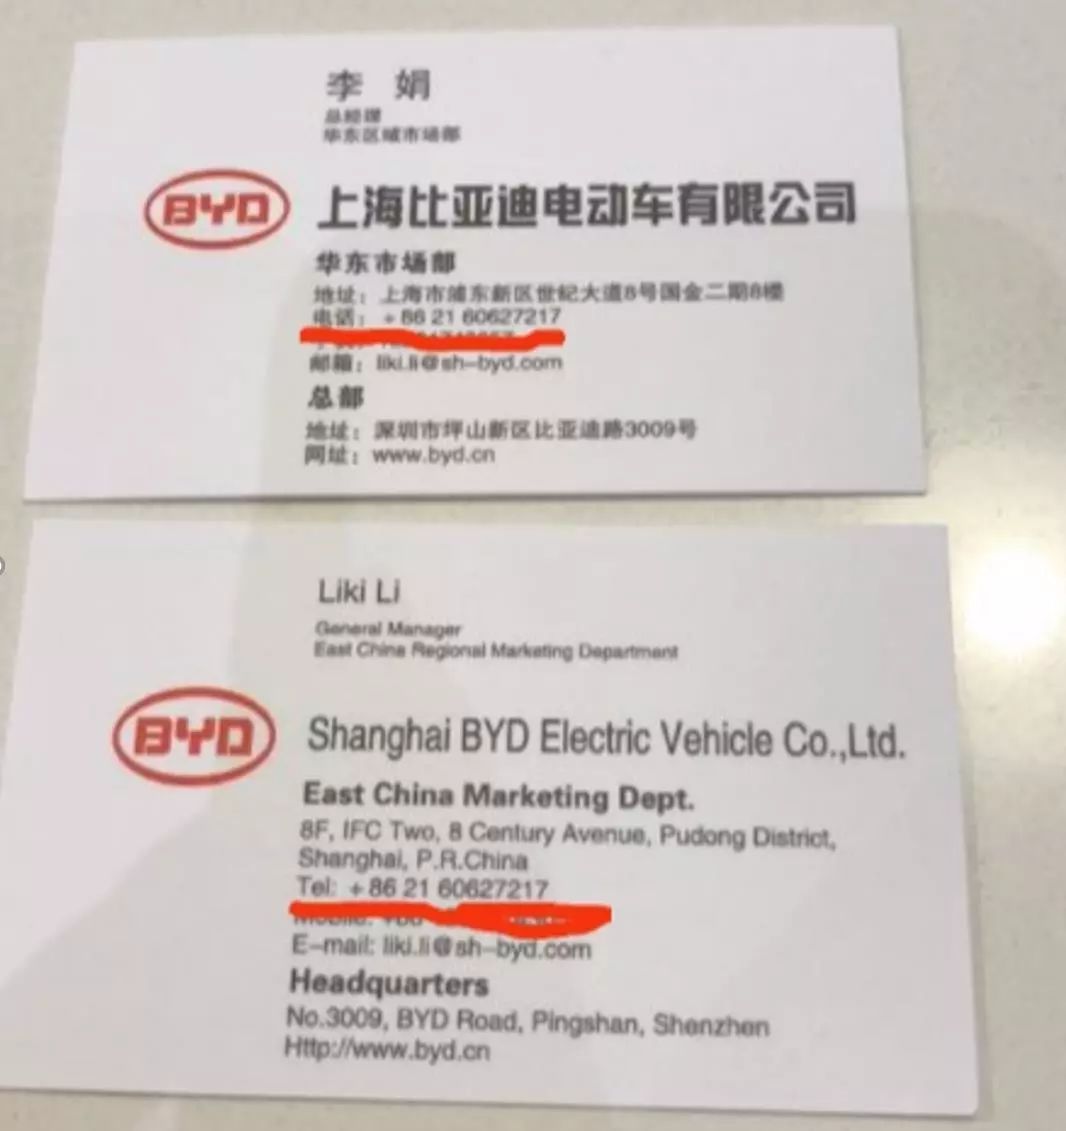 李 娟
总经理
华东区域市场部
BYD
上海比亚迪电动车有限公司
华东市场部
地址：上海市浦东新区世纪大道8号国金二期8楼
电话：+86 21 60627217
邮箱：liki.li@sh-byd.com
总部
地址：深圳市坪山新区比亚迪路3009号
网址：www.byd.cn
Liki Li
General Manager
East China Regional Marketing Department
BYD
Shanghai BYD Electric Vehicle Co.,Ltd.
East China Marketing Dept.
8F, IFC Two, 8 Century Avenue, Pudong District,
Shanghai, P.R.China
Tel: +86 21 60627217
E-mail: liki.li@sh-byd.com
Headquarters
No.3009, BYD Road, Pingshan, Shenzhen
Http://www.byd.cn